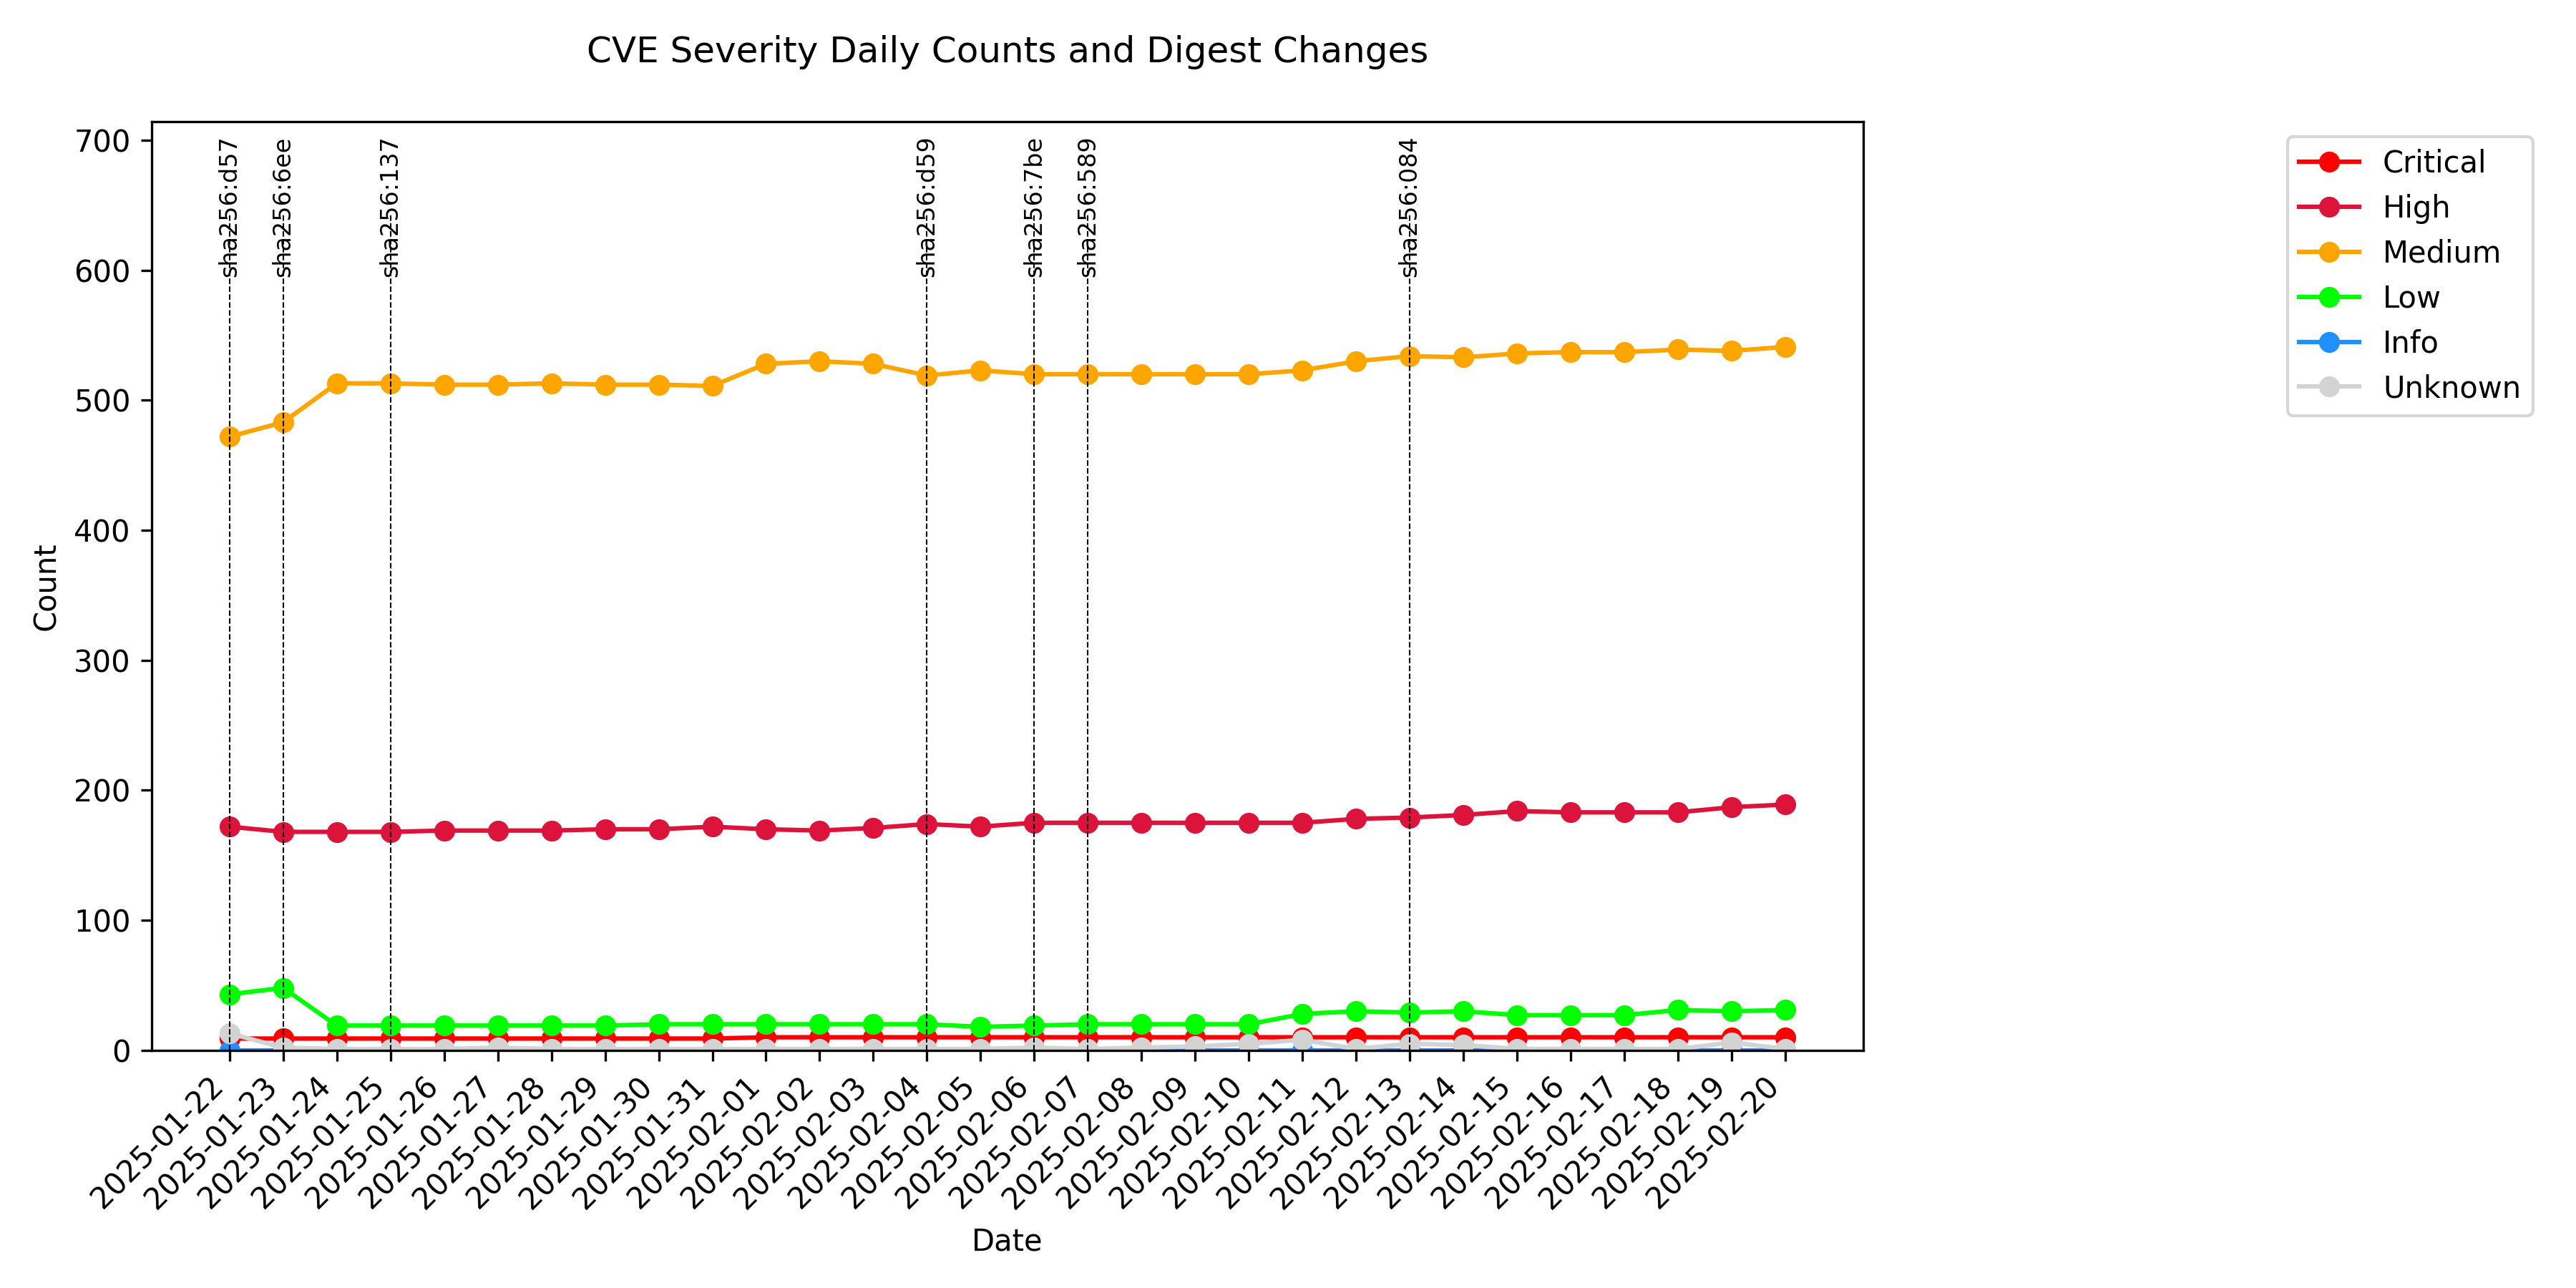 CVE Severity Daily Counts and Digest Changes
700
600
500
400
300
200
100
0
Count
sha256:d57
sha256:6ee
sha256:137
sha256:d59
sha256:7be
sha256:589
sha256:084
Critical
High
Medium
Low
Info
Unknown
2025-01-22
2025-01-23
2025-01-24
2025-01-25
2025-01-26
2025-01-27
2025-01-28
2025-01-29
2025-01-30
2025-01-31
2025-02-01
2025-02-02
2025-02-03
2025-02-04
2025-02-05
2025-02-06
2025-02-07
2025-02-08
2025-02-09
2025-02-10
2025-02-11
2025-02-12
2025-02-13
2025-02-14
2025-02-15
2025-02-16
2025-02-17
2025-02-18
2025-02-19
2025-02-20
Date